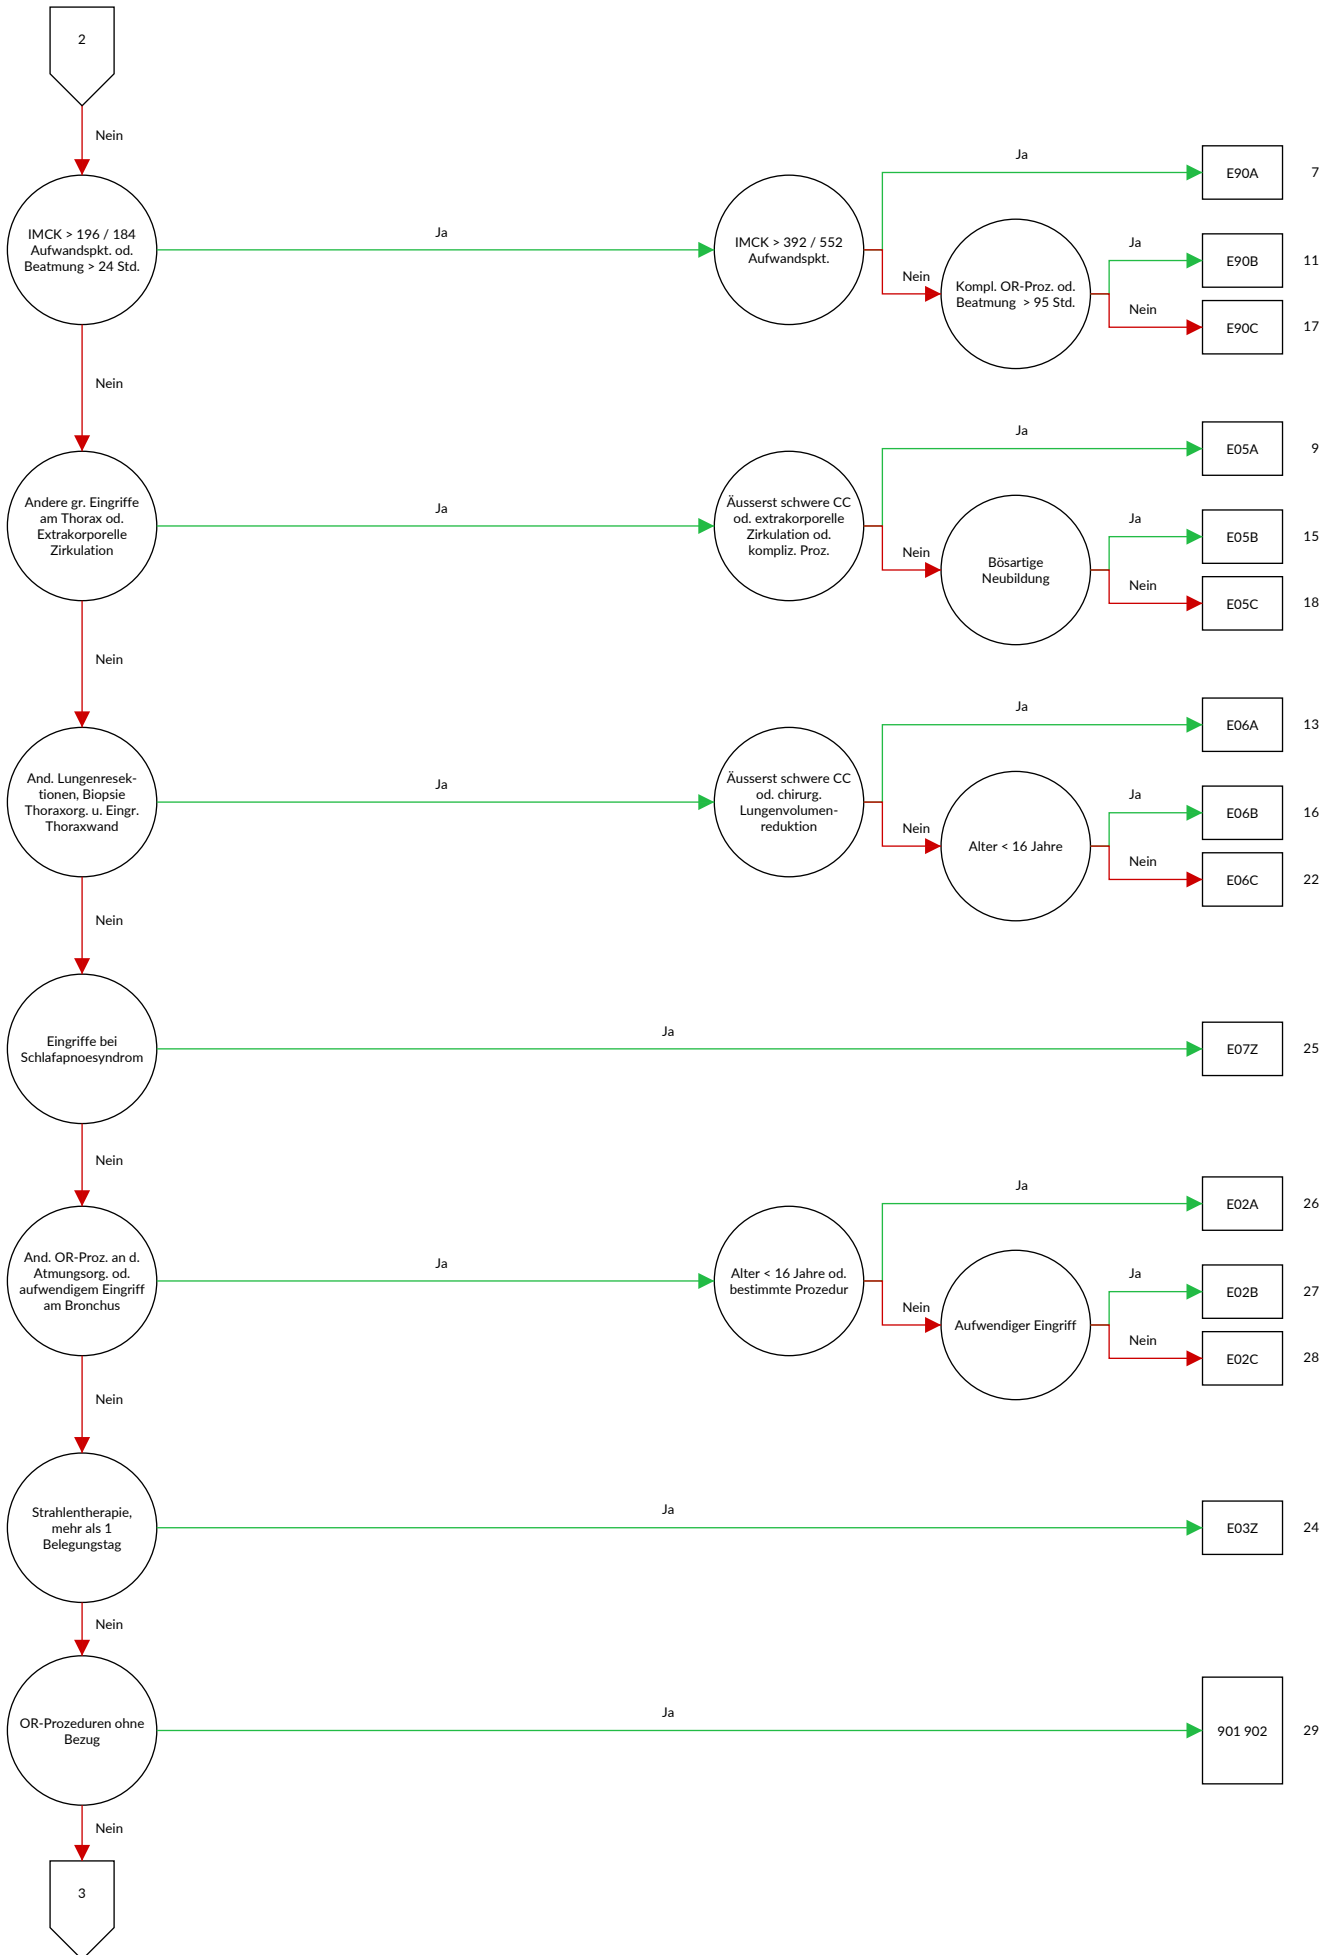 2
Nein
IMCK > 196 / 184
Aufwandspkt. od.
Beatmung > 24 Std.
Ja
IMCK > 392 / 552
Aufwandspkt.
Ja
E90A
7
Nein
Kompl. OR-Proz. od.
Beatmung > 95 Std.
Ja
E90B
11
Nein
E90C
17
Nein
Andere gr. Eingriffe
am Thorax od.
Extrakorporelle
Zirkulation
Ja
Äusserst schwere CC
od. extrakorporelle
Zirkulation od.
kompliz. Proz.
Ja
E05A
9
Nein
Bösartige
Neubildung
Ja
E05B
15
Nein
E05C
18
Nein
And. Lungenresek-
tionen, Biopsie
Thoraxorg. u. Eingr.
Thoraxwand
Ja
Äusserst schwere CC
od. chirurg.
Lungenvolumen-
reduktion
Ja
E06A
13
Nein
Alter < 16 Jahre
Ja
E06B
16
Nein
E06C
22
Nein
Eingriffe bei
Schlafapnoesyndrom
Ja
E07Z
25
Nein
And. OR-Proz. an d.
Atmungsorg. od.
aufwendigem Eingriff
am Bronchus
Ja
Alter < 16 Jahre od.
bestimmte Prozedur
Ja
E02A
26
Nein
Aufwendiger Eingriff
Ja
E02B
27
Nein
E02C
28
Nein
Strahlentherapie,
mehr als 1
Belegungstag
Ja
E03Z
24
Nein
OR-Prozeduren ohne
Bezug
Ja
901 902
29
Nein
3